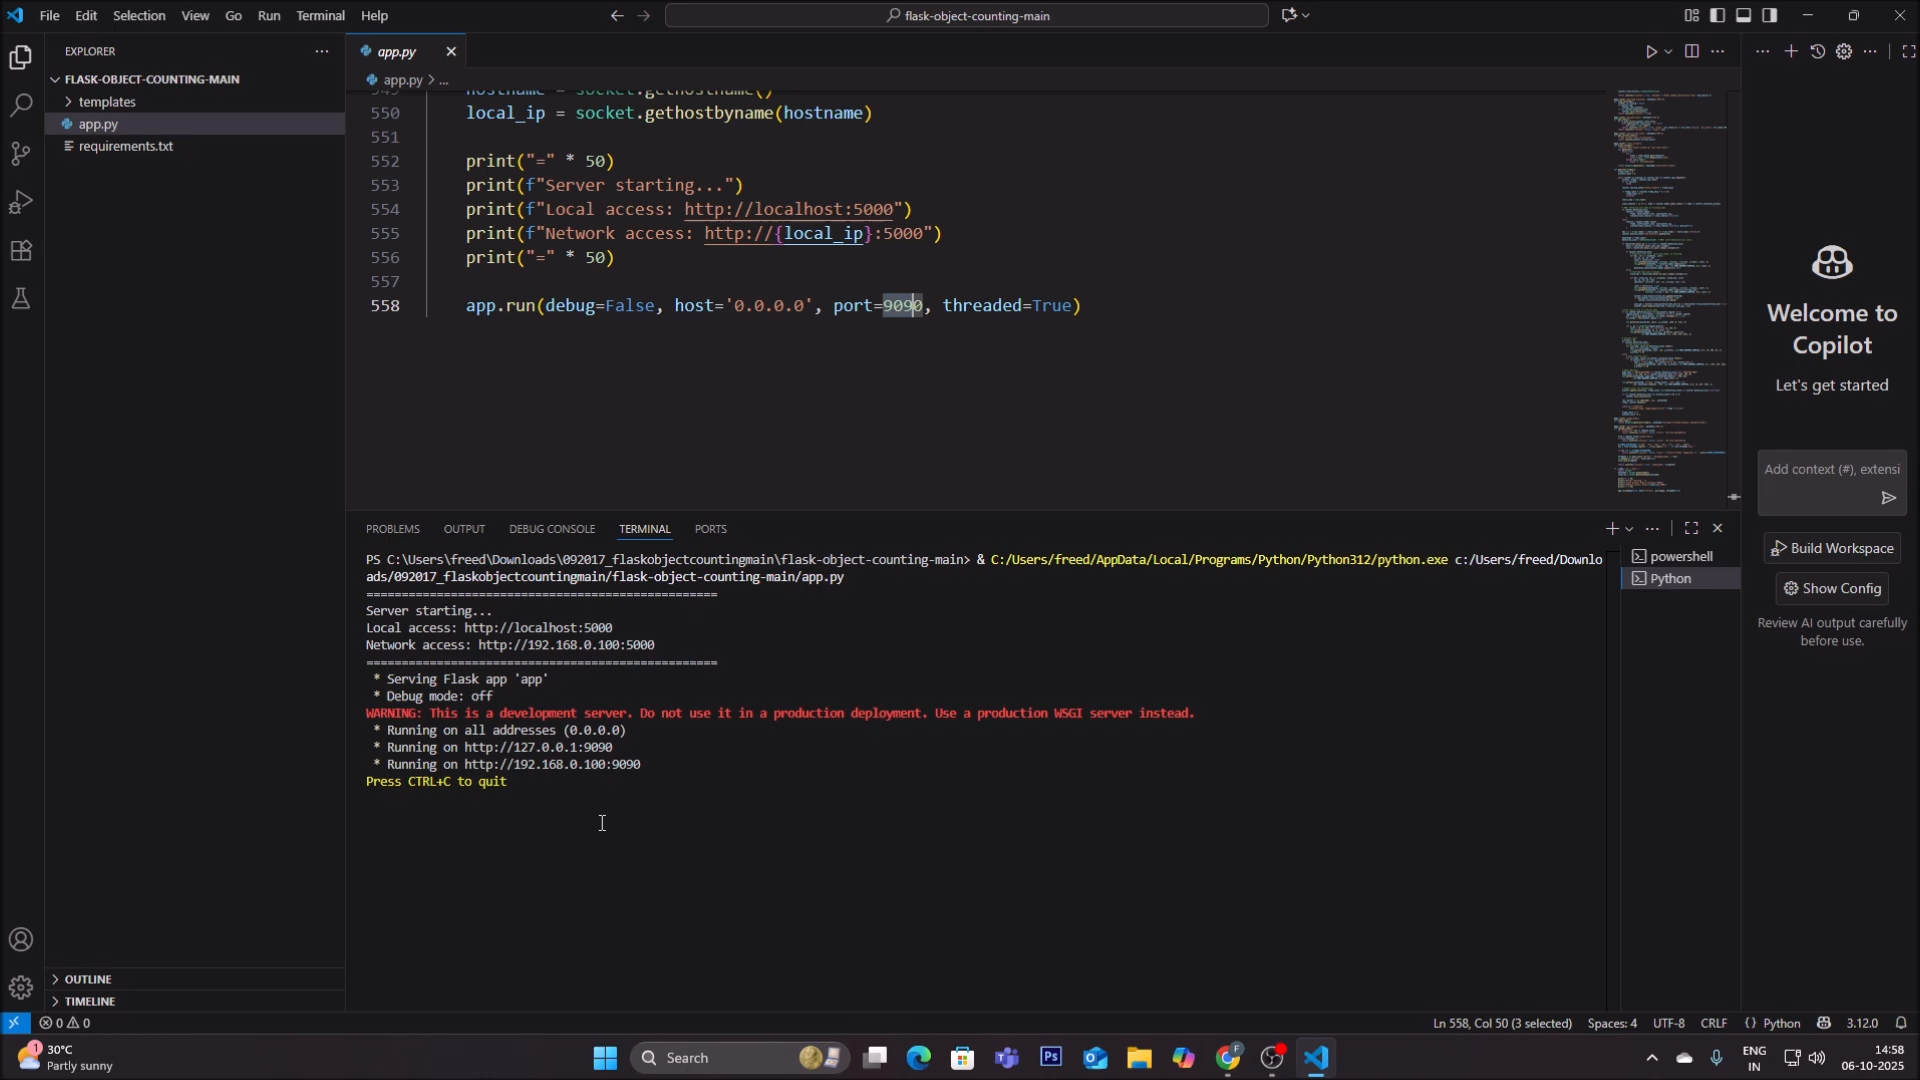 File Edit Selection View Go Run Terminal Help
flask-object-counting-main
EXPLORER
FLASK-OBJECT-COUNTING-MAIN
templates
app.py
requirements.txt
OUTLINE
TIMELINE
app.py
app.py > ...
549 hostname = socket.gethostname()
550 local_ip = socket.gethostbyname(hostname)
551
552 print("=" * 50)
553 print(f"Server starting...")
554 print(f"Local access: http://localhost:5000")
555 print(f"Network access: http://{local_ip}:5000")
556 print("=" * 50)
557
558 app.run(debug=False, host='0.0.0.0', port=9090, threaded=True)
PROBLEMS OUTPUT DEBUG CONSOLE TERMINAL PORTS
PS C:\Users\freed\Downloads\092017_flaskobjectcountingmain\flask-object-counting-main> & C:/Users/freed/AppData/Local/Programs/Python/Python312/python.exe c:/Users/freed/Downlo
ads/092017_flaskobjectcountingmain/flask-object-counting-main/app.py
==================================================
Server starting...
Local access: http://localhost:5000
Network access: http://192.168.0.100:5000
==================================================
* Serving Flask app 'app'
* Debug mode: off
WARNING: This is a development server. Do not use it in a production deployment. Use a production WSGI server instead.
* Running on all addresses (0.0.0.0)
* Running on http://127.0.0.1:9090
* Running on http://192.168.0.100:9090
Press CTRL+C to quit
powershell
Python
Welcome to
Copilot
Let's get started
Add context (#), extensi
Build Workspace
Show Config
Review AI output carefully
before use.
0 0
Ln 558, Col 50 (3 selected) Spaces: 4 UTF-8 CRLF {} Python 3.12.0
1
30°C
Partly sunny
Search
Ps
F
ENG
IN
14:58
06-10-2025